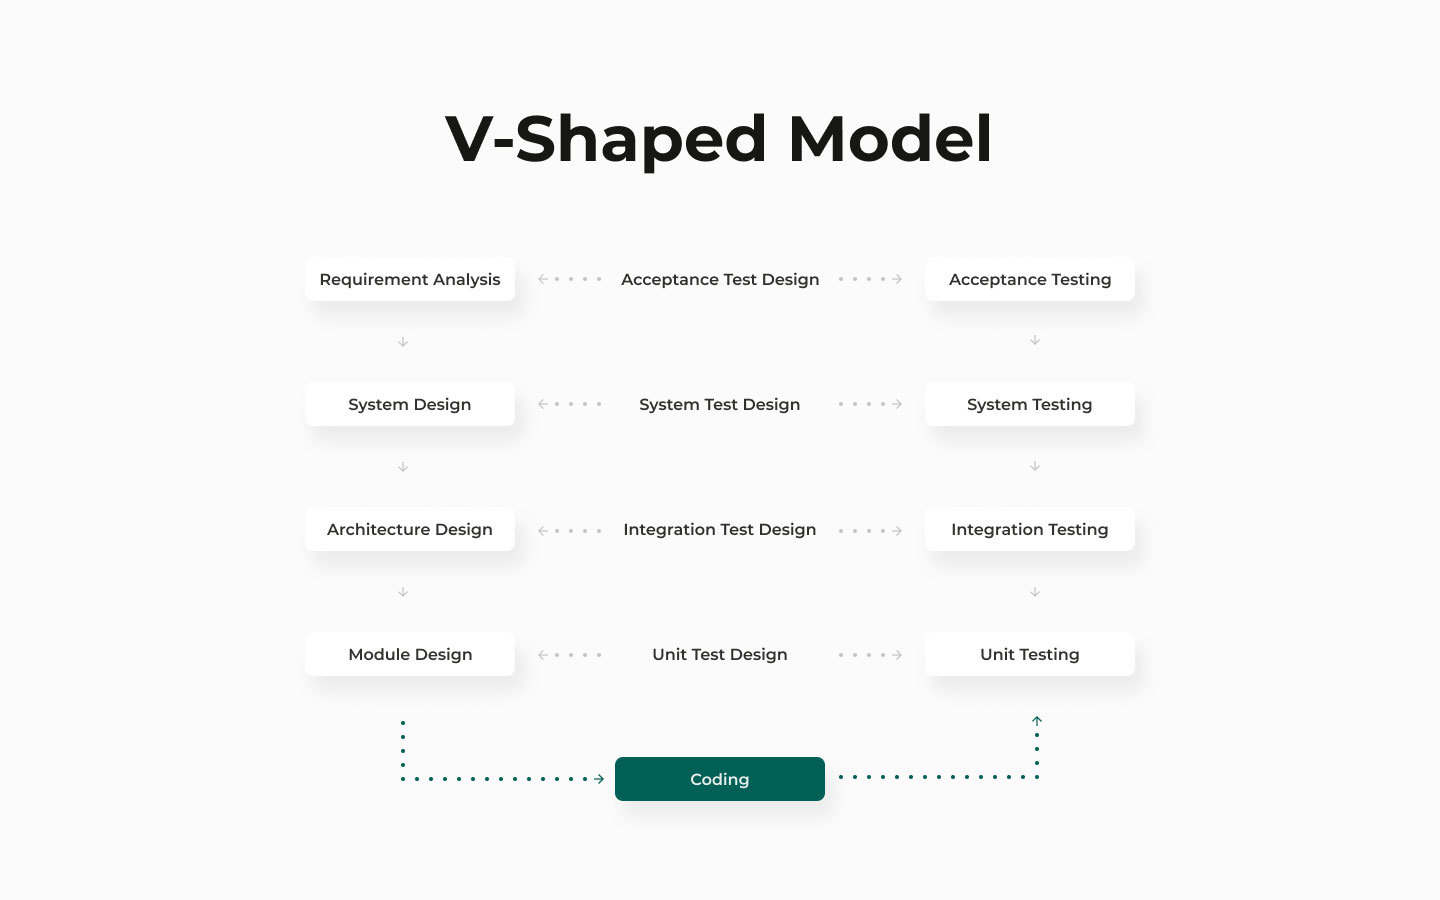 V-Shaped Model
Requirement Analysis
Acceptance Test Design
Acceptance Testing
System Design
System Test Design
System Testing
Architecture Design
Integration Test Design
Integration Testing
Module Design
Unit Test Design
Unit Testing
Coding